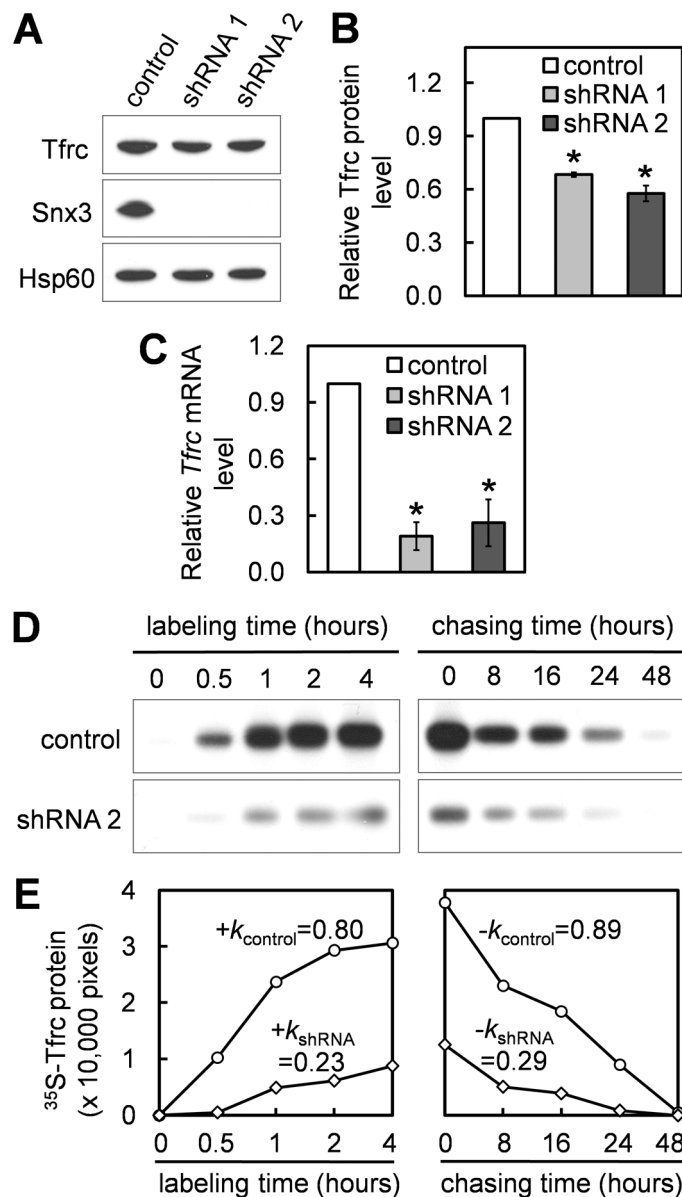 A
control
shRNA 1
shRNA 2
Tfrc
Snx3
Hsp60
B
Relative Tfrc protein
level
1.2
0.9
0.6
0.3
0.0
control
shRNA 1
shRNA 2
*
*
C
Relative Tfrc mRNA
level
1.2
0.9
0.6
0.3
0.0
control
shRNA 1
shRNA 2
*
*
D
labeling time (hours)
0 0.5 1 2 4
chasing time (hours)
0 8 16 24 48
control
shRNA 2
E
35S-Tfrc protein
(x 10,000 pixels)
4
3
2
1
0
+kcontrol=0.80
+kshRNA
=0.23
0 0.5 1 2 4
labeling time (hours)
-kcontrol=0.89
-kshRNA
=0.29
0 8 16 24 48
chasing time (hours)